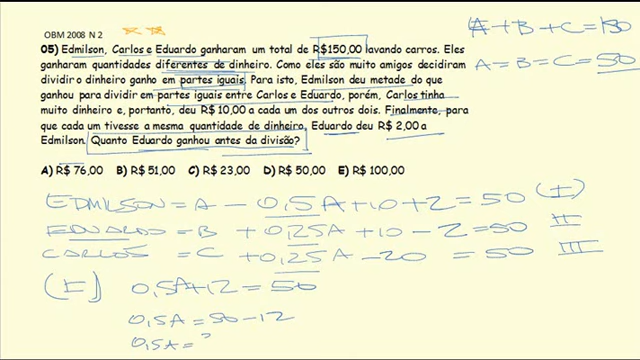 OBM 2008 N 2
05) Edmilson, Carlos e Eduardo ganharam um total de R$150,00 lavando carros. Eles
ganharam quantidades diferentes de dinheiro. Como eles são muito amigos decidiram
dividir o dinheiro ganho em partes iguais. Para isto, Edmilson deu metade do que
ganhou para dividir em partes iguais entre Carlos e Eduardo, porém, Carlos tinha
muito dinheiro e, portanto, deu R$ 10,00 a cada um dos outros dois. Finalmente, para
que cada um tivesse a mesma quantidade de dinheiro, Eduardo deu R$ 2,00 a
Edmilson. Quanto Eduardo ganhou antes da divisão?
A + B + C = 150
A = B = C = 50
A) R$ 76,00 B) R$ 51,00 C) R$ 23,00 D) R$ 50,00 E) R$ 100,00
EDMILSON = A - 0,5A + 10 + 2 = 50 (I)
EDUARDO = B + 0,25A + 10 - 2 = 50 II
CARLOS = C + 0,25A - 20 = 50 III
(I) 0,5A + 12 = 50
0,5A = 50 - 12
0,5A =